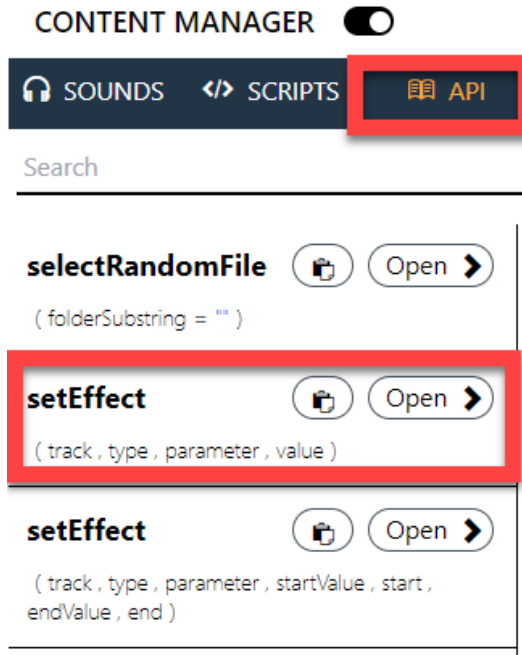 CONTENT MANAGER
SOUNDS </> SCRIPTS API
Search
selectRandomFile Open
( folderSubstring = "" )
setEffect Open
( track , type , parameter , value )
setEffect Open
( track , type , parameter , startValue , start ,
endValue , end )